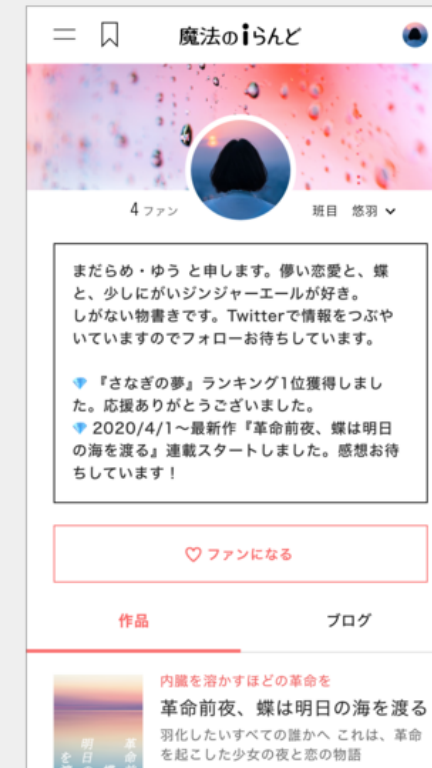 魔法のiらんど
4 ファン
班目 悠羽
まだらめ・ゆう と申します。儚い恋愛と、蝶
と、少しにがいジンジャーエールが好き。
しがない物書きです。Twitterで情報をつぶや
いていますのでフォローお待ちしています。
💎『さなぎの夢』ランキング1位獲得しまし
た。応援ありがとうございました。
💎 2020/4/1〜最新作『革命前夜、蝶は明日
の海を渡る』連載スタートしました。感想お待
ちしています！
♡ ファンになる
作品
ブログ
内臓を溶かすほどの革命を
革命前夜、蝶は明日の海を渡る
羽化したいすべての誰かへ これは、革命
を起こした少女の夜と恋の物語
革命前
明日の